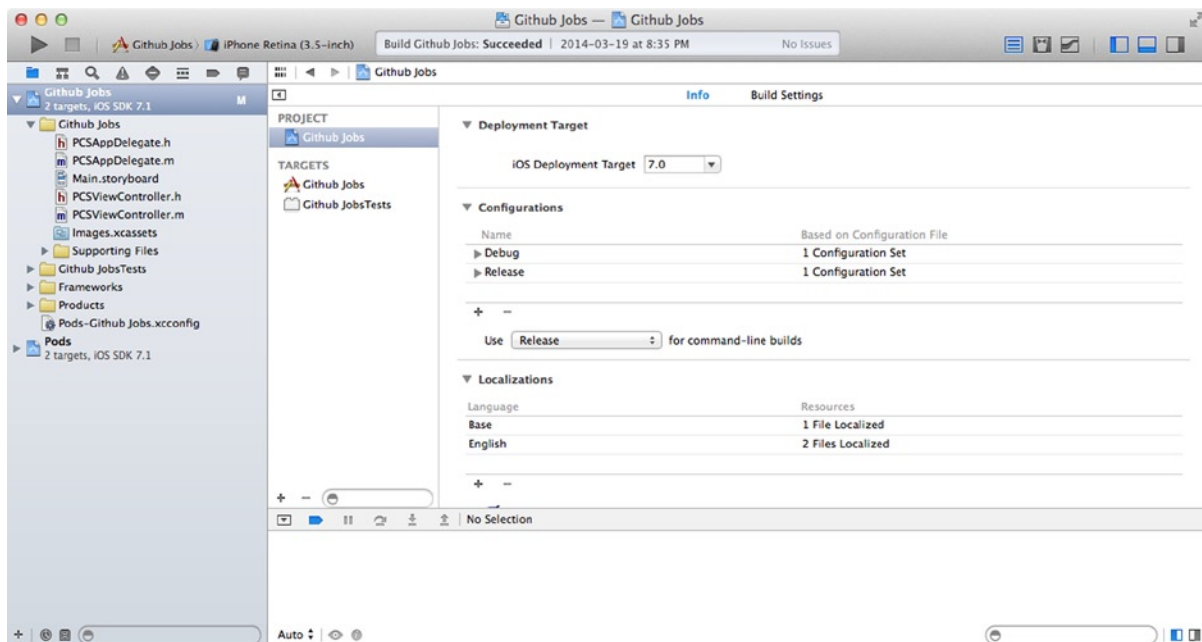 Github Jobs — Github Jobs
Github Jobs iPhone Retina (3.5-inch)
Build Github Jobs: Succeeded | 2014-03-19 at 8:35 PM No Issues
Github Jobs
2 targets, iOS SDK 7.1
M
Github Jobs
PCSAppDelegate.h
PCSAppDelegate.m
Main.storyboard
PCSViewController.h
PCSViewController.m
Images.xcassets
Supporting Files
Github JobsTests
Frameworks
Products
Pods-Github Jobs.xcconfig
Pods
2 targets, iOS SDK 7.1
Github Jobs
Info Build Settings
PROJECT
Github Jobs
TARGETS
Github Jobs
Github JobsTests
Deployment Target
iOS Deployment Target 7.0
Configurations
Name Based on Configuration File
Debug 1 Configuration Set
Release 1 Configuration Set
Use Release for command-line builds
Localizations
Language Resources
Base 1 File Localized
English 2 Files Localized
No Selection
Auto